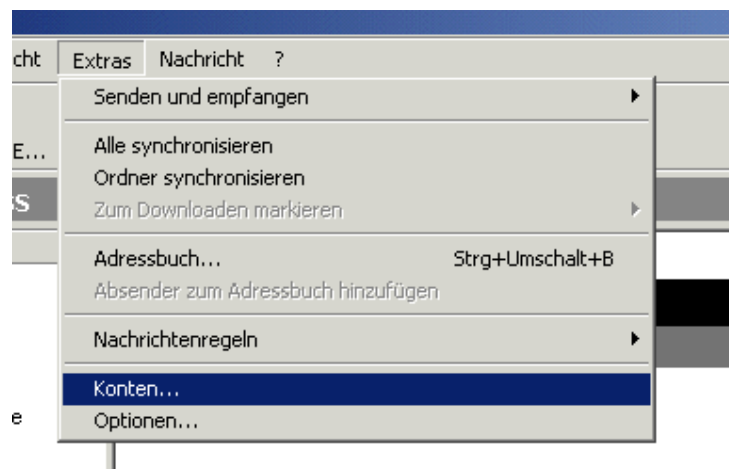 cht Extras Nachricht ?
Senden und empfangen
E...
Alle synchronisieren
Ordner synchronisieren
ss
Zum Downloaden markieren
Adressbuch... Strg+Umschalt+B
Absender zum Adressbuch hinzufügen
Nachrichtenregeln
Konten...
e
Optionen...